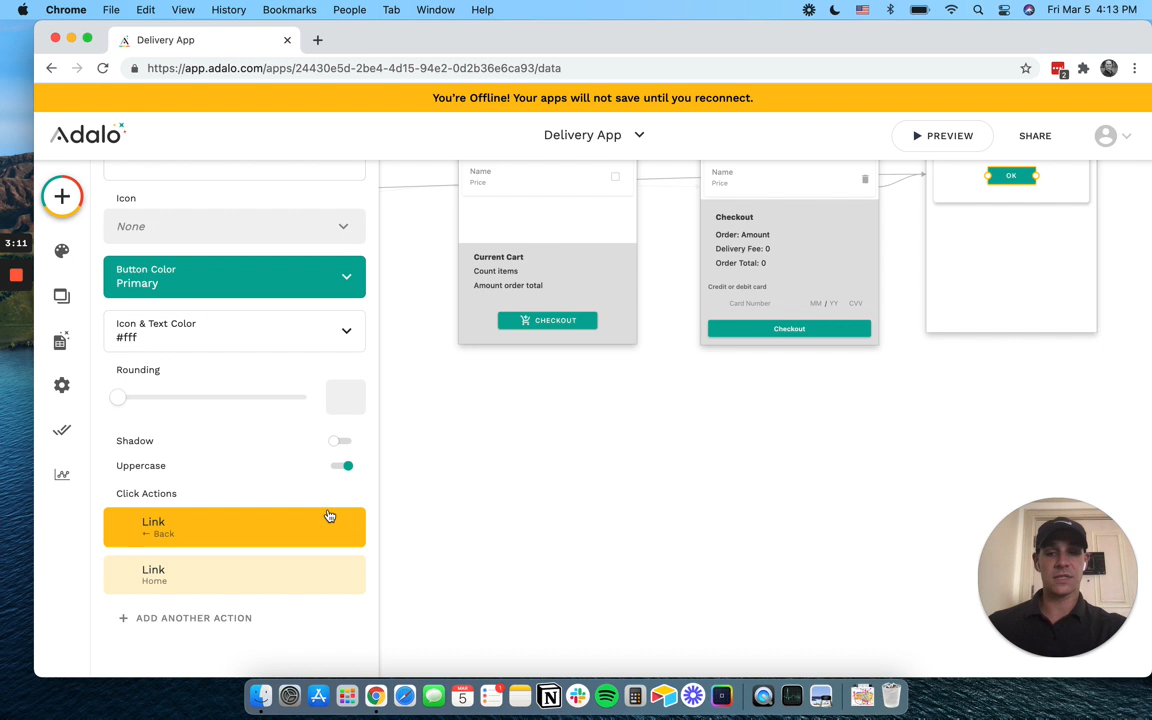 Chrome File Edit View History Bookmarks People Tab Window Help Fri Mar 5 4:13 PM
Delivery App
https://app.adalo.com/apps/24430e5d-2be4-4d15-94e2-0d2b36e6ca93/data
2
You're Offline! Your apps will not save until you reconnect.
Adalo
Delivery App
PREVIEW
SHARE
3:11
Icon
None
Button Color
Primary
Icon & Text Color
#fff
Rounding
Shadow
Uppercase
Click Actions
Link
← Back
Link
Home
+ ADD ANOTHER ACTION
Name
Price
Current Cart
Count items
Amount order total
CHECKOUT
Name
Price
Checkout
Order: Amount
Delivery Fee: 0
Order Total: 0
Credit or debit card
Card Number MM / YY CVV
Checkout
OK
MAR
5
1